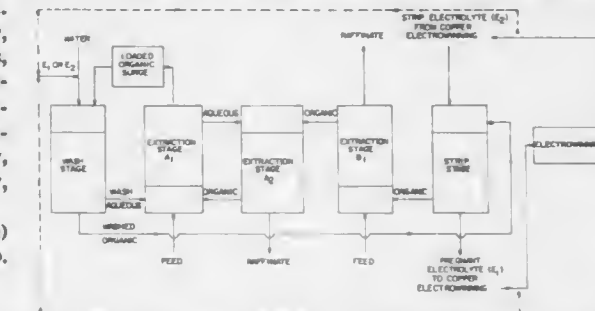 STRIP ELECTROLYTE (E2)
FROM COPPER
ELECTROWINNING
WATER
RAFFINATE
E1 OR E2
LOADED
ORGANIC
SURGE
AQUEOUS
ORGANIC
EXTRACTION
STAGE
A1
EXTRACTION
STAGE
A2
EXTRACTION
STAGE
B1
WASH
STAGE
STRIP
STAGE
ELECTROWINN
WASH
AQUEOUS
ORGANIC
ORGANIC
WASHED
ORGANIC
FEED
RAFFINATE
FEED
PREGNANT
ELECTROLYTE (E1)
TO COPPER
ELECTROWINNING